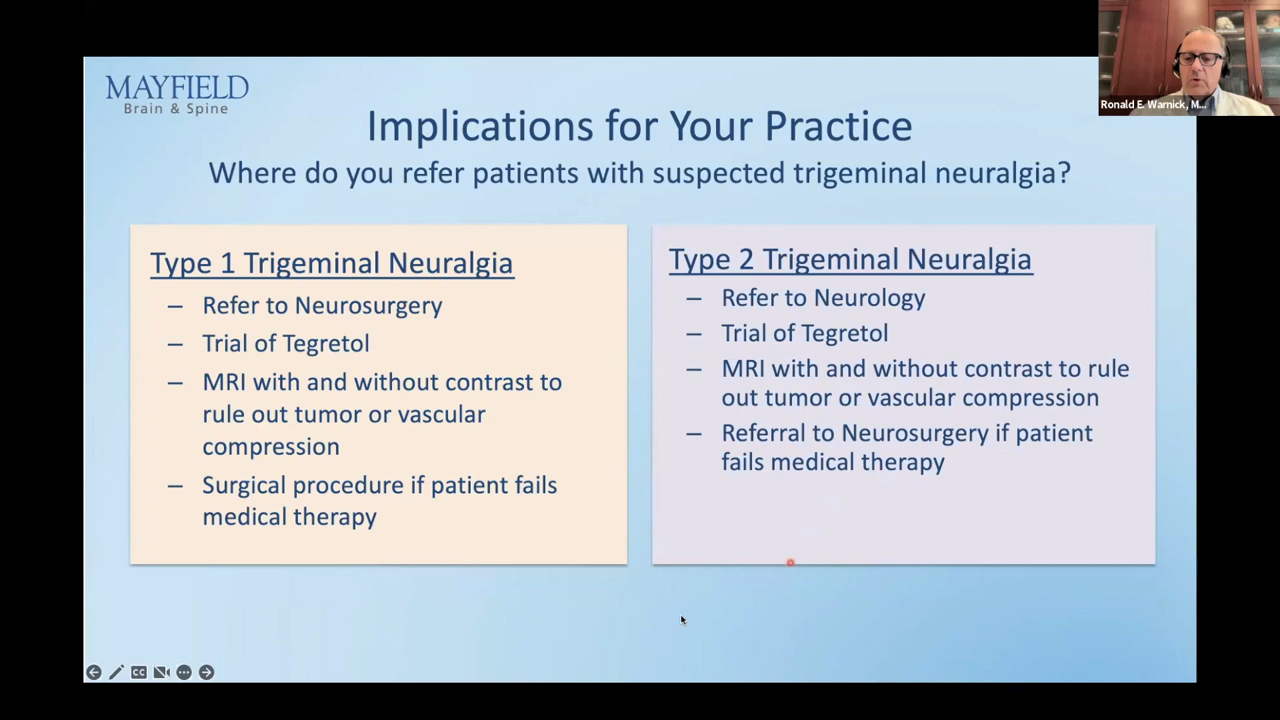 MAYFIELD
Brain & Spine
Implications for Your Practice
Where do you refer patients with suspected trigeminal neuralgia?
Type 1 Trigeminal Neuralgia
– Refer to Neurosurgery
– Trial of Tegretol
– MRI with and without contrast to
rule out tumor or vascular
compression
– Surgical procedure if patient fails
medical therapy
Type 2 Trigeminal Neuralgia
– Refer to Neurology
– Trial of Tegretol
– MRI with and without contrast to rule
out tumor or vascular compression
– Referral to Neurosurgery if patient
fails medical therapy
Ronald E. Warnick, M...
CC